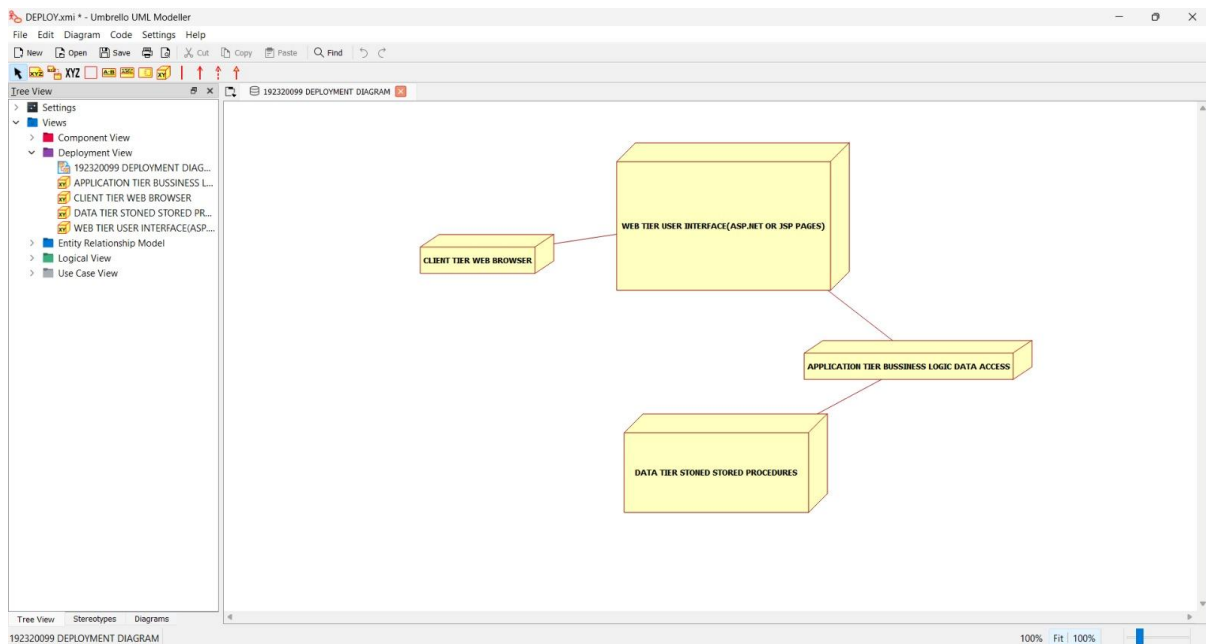 DEPLOY.xmi * - Umbrello UML Modeller
File Edit Diagram Code Settings Help
New Open Save Cut Copy Paste Find
XYZ
Tree View
192320099 DEPLOYMENT DIAGRAM
Settings
Views
Component View
Deployment View
192320099 DEPLOYMENT DIAG...
APPLICATION TIER BUSSINESS L...
CLIENT TIER WEB BROWSER
DATA TIER STONED STORED PR...
WEB TIER USER INTERFACE(ASP....
Entity Relationship Model
Logical View
Use Case View
WEB TIER USER INTERFACE(ASP.NET OR JSP PAGES)
CLIENT TIER WEB BROWSER
APPLICATION TIER BUSSINESS LOGIC DATA ACCESS
DATA TIER STONED STORED PROCEDURES
Tree View Stereotypes Diagrams
192320099 DEPLOYMENT DIAGRAM
100% Fit 100%